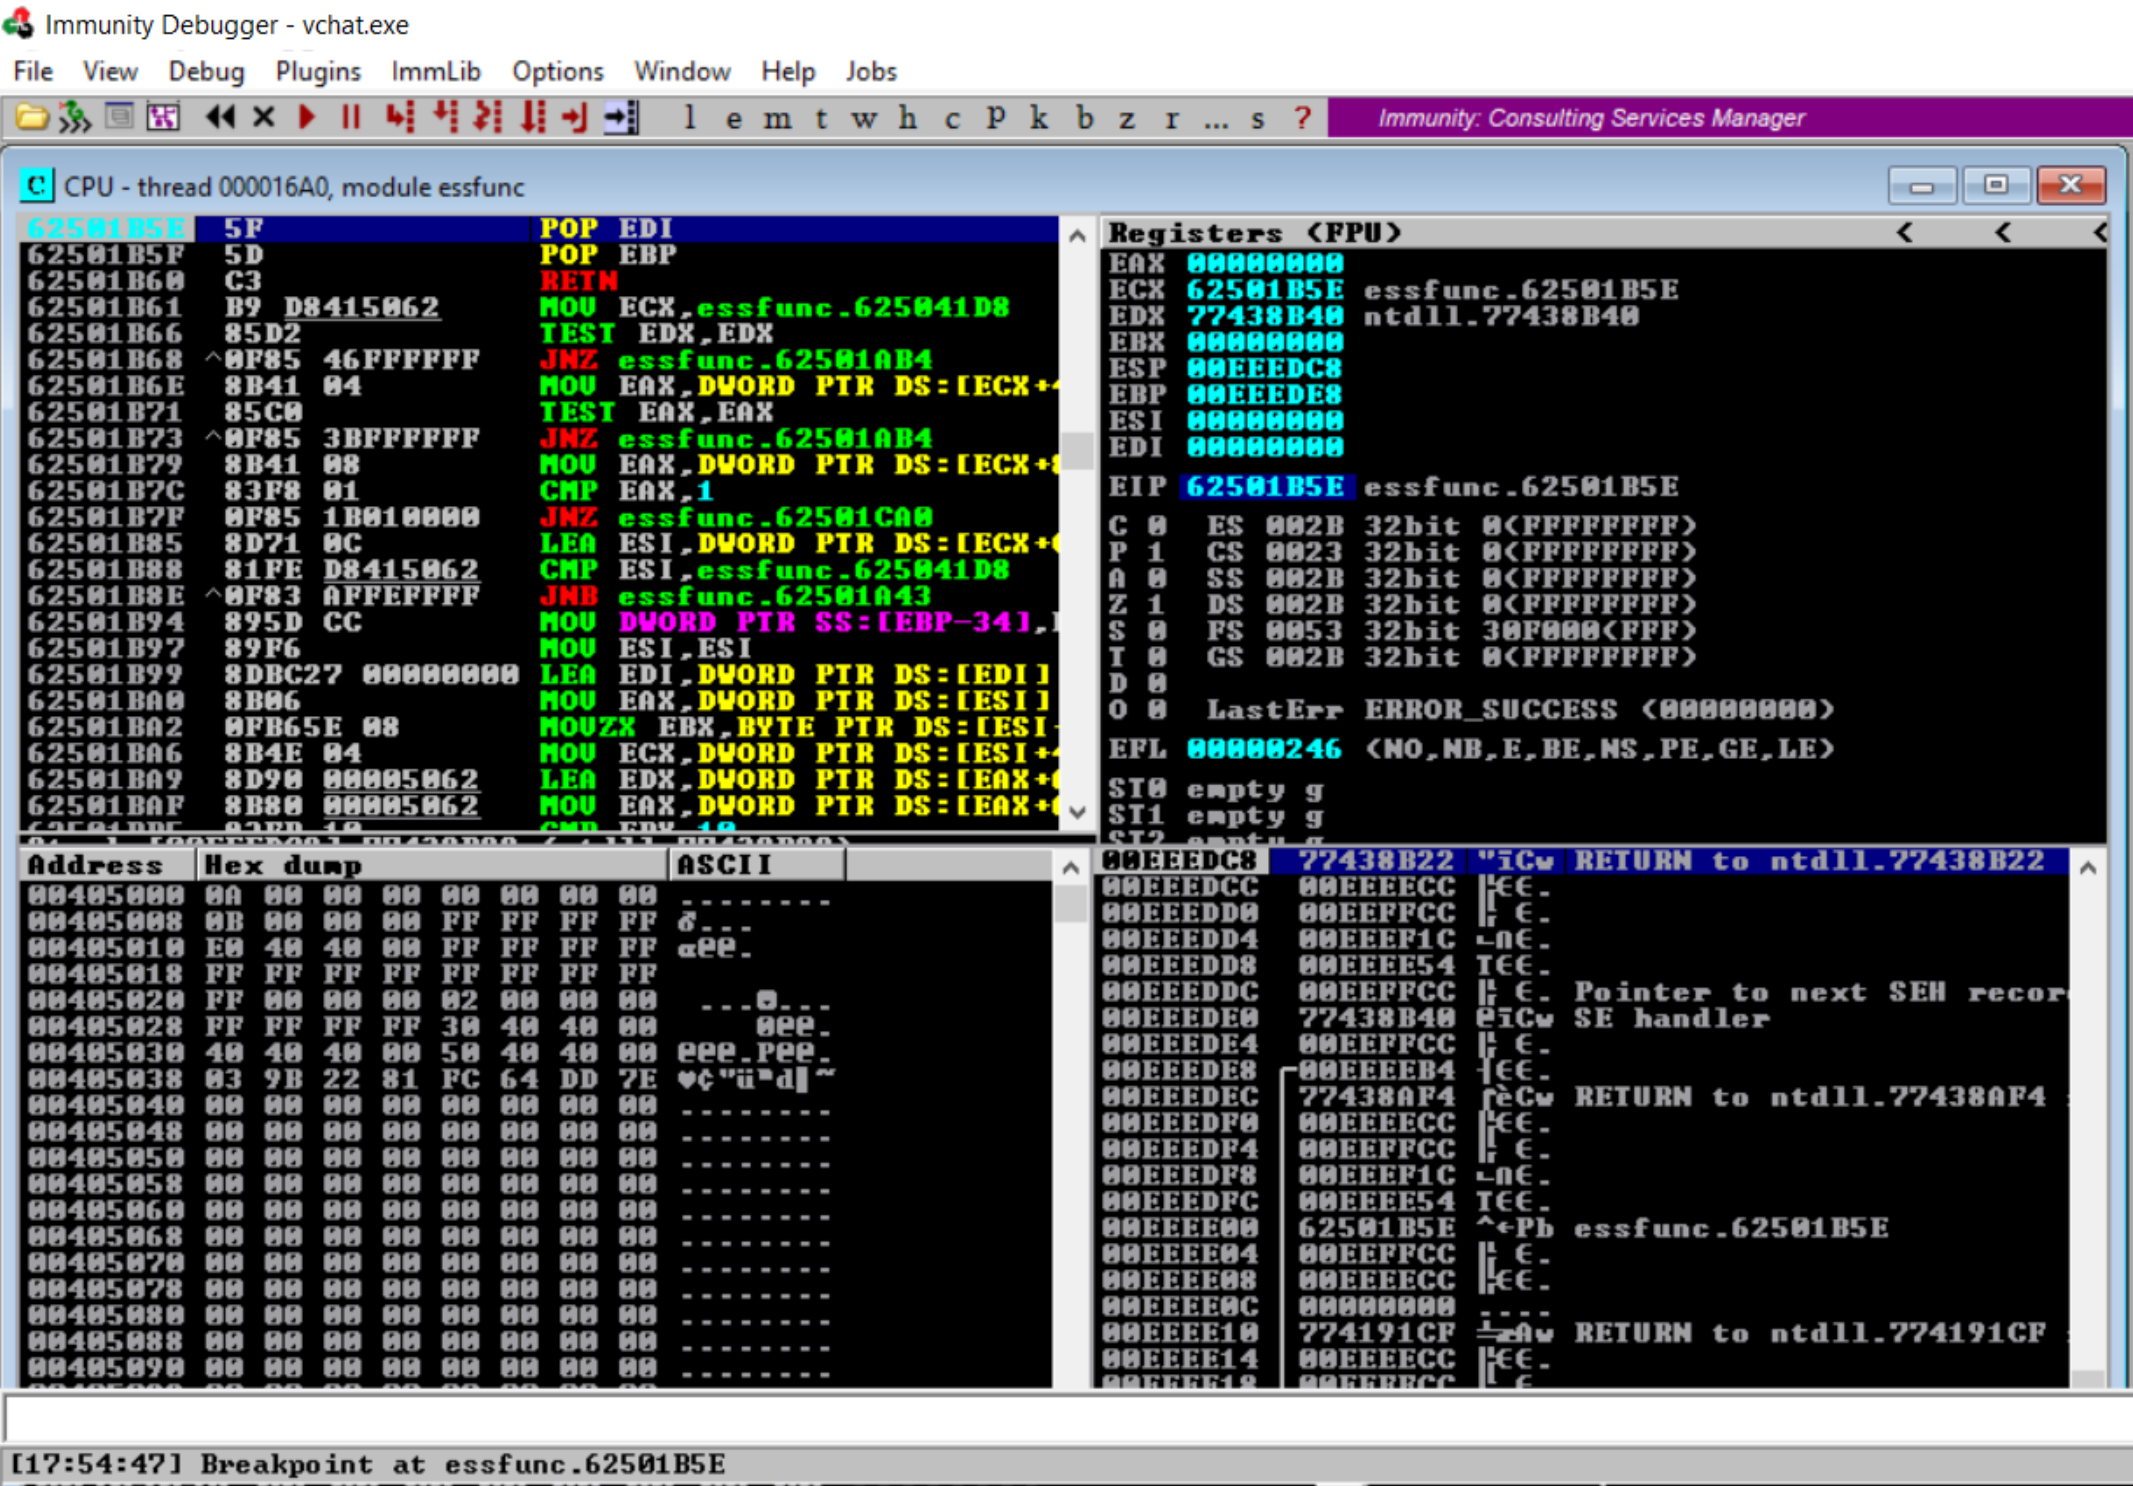 Immunity Debugger - vchat.exe
File View Debug Plugins ImmLib Options Window Help Jobs
l e m t w h c P k b z r ... s ? Immunity: Consulting Services Manager
C CPU - thread 000016A0, module essfunc
62501B5E 5F POP EDI
62501B5F 5D POP EBP
62501B60 C3 RETN
62501B61 B9 D8415062 MOV ECX,essfunc.625041D8
62501B66 85D2 TEST EDX,EDX
62501B68 ^0F85 46FFFFFF JNZ essfunc.62501AB4
62501B6E 8B41 04 MOV EAX,DWORD PTR DS:[ECX+4
62501B71 85C0 TEST EAX,EAX
62501B73 ^0F85 3BFFFFFF JNZ essfunc.62501AB4
62501B79 8B41 08 MOV EAX,DWORD PTR DS:[ECX+8
62501B7C 83F8 01 CMP EAX,1
62501B7F 0F85 1B010000 JNZ essfunc.62501CA0
62501B85 8D71 0C LEA ESI,DWORD PTR DS:[ECX+
62501B88 81FE D8415062 CMP ESI,essfunc.625041D8
62501B8E ^0F83 AFFEFFFF JNB essfunc.62501A43
62501B94 895D CC MOV DWORD PTR SS:[EBP-34],
62501B97 89F6 MOV ESI,ESI
62501B99 8DBC27 00000000 LEA EDI,DWORD PTR DS:[EDI]
62501BA0 8B06 MOV EAX,DWORD PTR DS:[ESI]
62501BA2 0FB65E 08 MOVZX EBX,BYTE PTR DS:[ESI
62501BA6 8B4E 04 MOV ECX,DWORD PTR DS:[ESI+4
62501BA9 8D90 00005062 LEA EDX,DWORD PTR DS:[EAX+
62501BAF 8B80 00005062 MOV EAX,DWORD PTR DS:[EAX+
Registers (FPU) < < <
EAX 00000000
ECX 62501B5E essfunc.62501B5E
EDX 77438B40 ntdll.77438B40
EBX 00000000
ESP 00EEEDC8
EBP 00EEEDE8
ESI 00000000
EDI 00000000
EIP 62501B5E essfunc.62501B5E
C 0 ES 002B 32bit 0(FFFFFFFF)
P 1 CS 0023 32bit 0(FFFFFFFF)
A 0 SS 002B 32bit 0(FFFFFFFF)
Z 1 DS 002B 32bit 0(FFFFFFFF)
S 0 FS 0053 32bit 30F000(FFF)
T 0 GS 002B 32bit 0(FFFFFFFF)
D 0
O 0 LastErr ERROR_SUCCESS (00000000)
EFL 00000246 (NO,NB,E,BE,NS,PE,GE,LE)
ST0 empty g
ST1 empty g
ST2 empty g
Address Hex dump ASCII
00405000 0A 00 00 00 00 00 00 00 ........
00405008 0B 00 00 00 FF FF FF FF ♂...
00405010 E0 40 40 00 FF FF FF FF α@@.
00405018 FF FF FF FF FF FF FF FF
00405020 FF 00 00 00 02 00 00 00 ...☻...
00405028 FF FF FF FF 30 40 40 00 0@@.
00405030 40 40 40 00 50 40 40 00 @@@.P@@.
00405038 03 9B 22 81 FC 64 DD 7E ♥¢"üⁿd▌~
00405040 00 00 00 00 00 00 00 00 ........
00405048 00 00 00 00 00 00 00 00 ........
00405050 00 00 00 00 00 00 00 00 ........
00405058 00 00 00 00 00 00 00 00 ........
00405060 00 00 00 00 00 00 00 00 ........
00405068 00 00 00 00 00 00 00 00 ........
00405070 00 00 00 00 00 00 00 00 ........
00405078 00 00 00 00 00 00 00 00 ........
00405080 00 00 00 00 00 00 00 00 ........
00405088 00 00 00 00 00 00 00 00 ........
00405090 00 00 00 00 00 00 00 00 ........
00EEEDC8 77438B22 "ïCw RETURN to ntdll.77438B22
00EEEDCC 00EEEECC ╠εε.
00EEEDD0 00EEFFCC ╠ ε.
00EEEDD4 00EEEF1C ∟∩ε.
00EEEDD8 00EEEE54 Tεε.
00EEEDDC 00EEFFCC ╠ ε. Pointer to next SEH recor
00EEEDE0 77438B40 @ïCw SE handler
00EEEDE4 00EEFFCC ╠ ε.
00EEEDE8 00EEEEB4 ┤εε.
00EEEDEC 77438AF4 ⌠èCw RETURN to ntdll.77438AF4
00EEEDF0 00EEEECC ╠εε.
00EEEDF4 00EEFFCC ╠ ε.
00EEEDF8 00EEEF1C ∟∩ε.
00EEEDFC 00EEEE54 Tεε.
00EEEE00 62501B5E ^←Pb essfunc.62501B5E
00EEEE04 00EEFFCC ╠ ε.
00EEEE08 00EEEECC ╠εε.
00EEEE0C 00000000 ....
00EEEE10 774191CF ╧æAw RETURN to ntdll.774191CF
00EEEE14 00EEEECC ╠εε.
[17:54:47] Breakpoint at essfunc.62501B5E